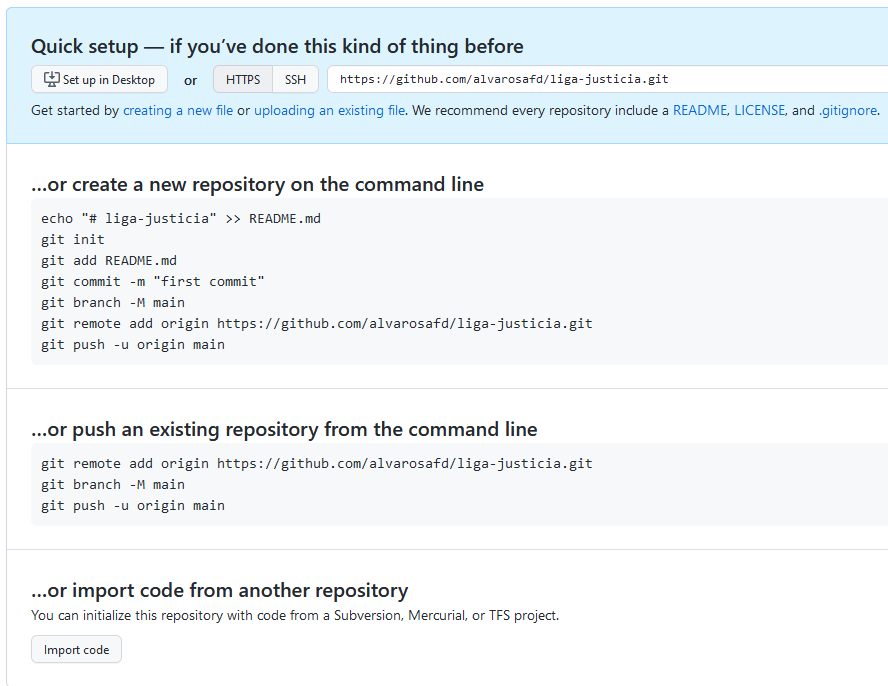 Quick setup — if you’ve done this kind of thing before
Set up in Desktop or HTTPS SSH https://github.com/alvarosafd/liga-justicia.git
Get started by creating a new file or uploading an existing file. We recommend every repository include a README, LICENSE, and .gitignore.
…or create a new repository on the command line
echo "# liga-justicia" >> README.md
git init
git add README.md
git commit -m "first commit"
git branch -M main
git remote add origin https://github.com/alvarosafd/liga-justicia.git
git push -u origin main
…or push an existing repository from the command line
git remote add origin https://github.com/alvarosafd/liga-justicia.git
git branch -M main
git push -u origin main
…or import code from another repository
You can initialize this repository with code from a Subversion, Mercurial, or TFS project.
Import code